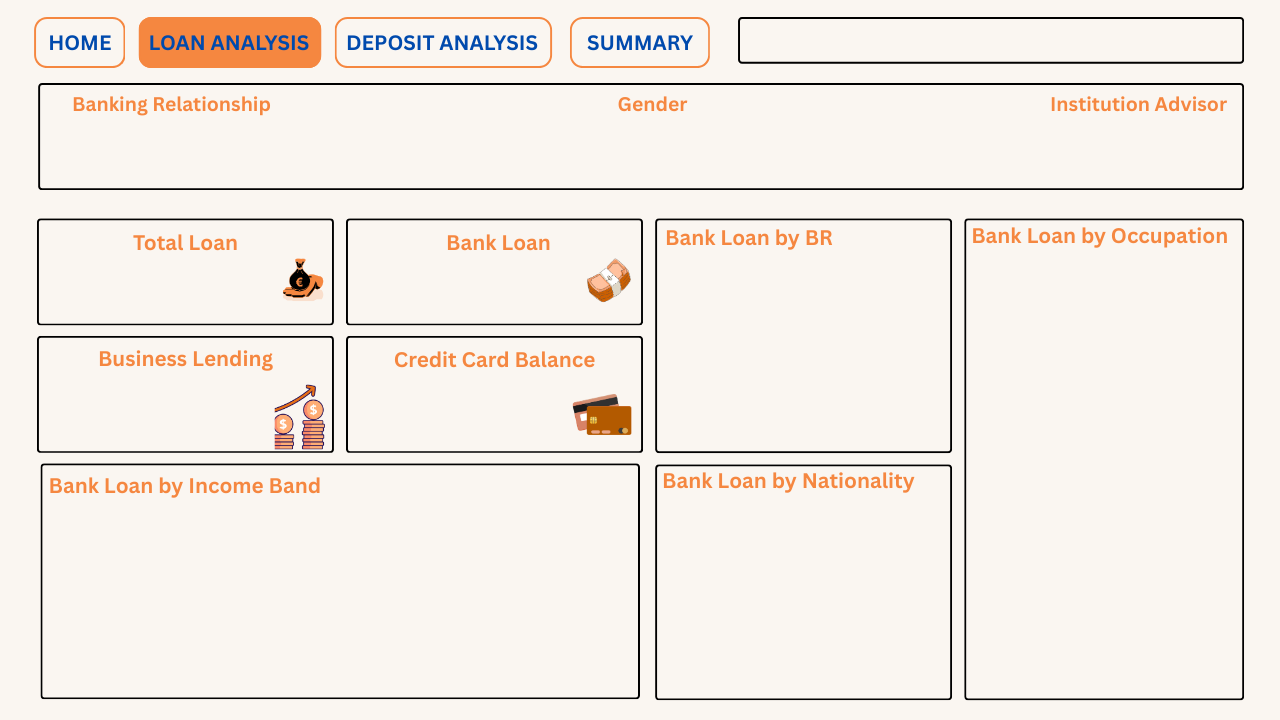 HOME
LOAN ANALYSIS
DEPOSIT ANALYSIS
SUMMARY
Banking Relationship
Gender
Institution Advisor
Total Loan
€
Bank Loan
Bank Loan by BR
Bank Loan by Occupation
Business Lending
$
$
Credit Card Balance
Bank Loan by Income Band
Bank Loan by Nationality